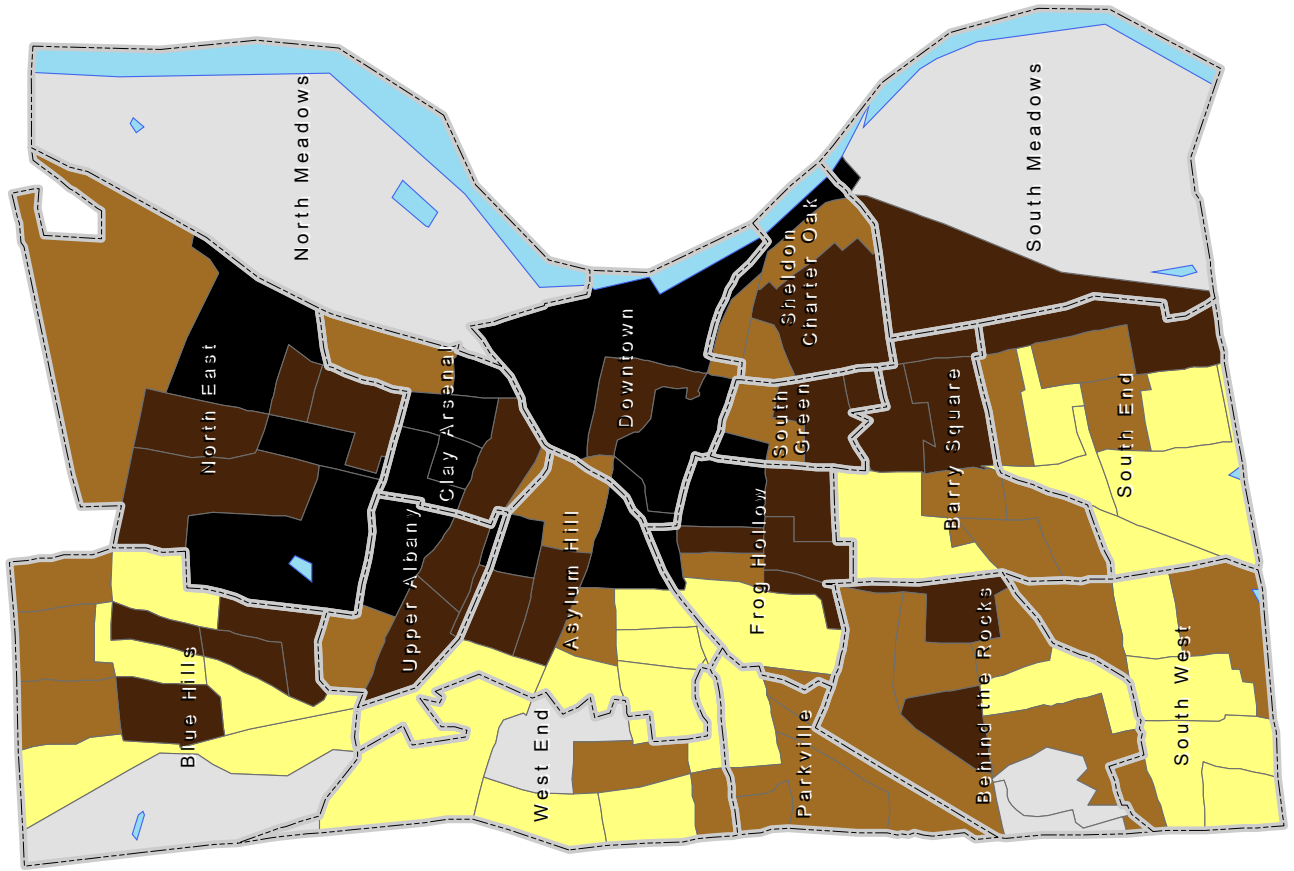 North Meadows
South Meadows
North East
Clay Arsenal
Downtown
Sheldon
Charter Oak
South
Green
Barry Square
South End
Upper Albany
Asylum Hill
Frog Hollow
Blue Hills
West End
Parkville
Behind the Rocks
South West